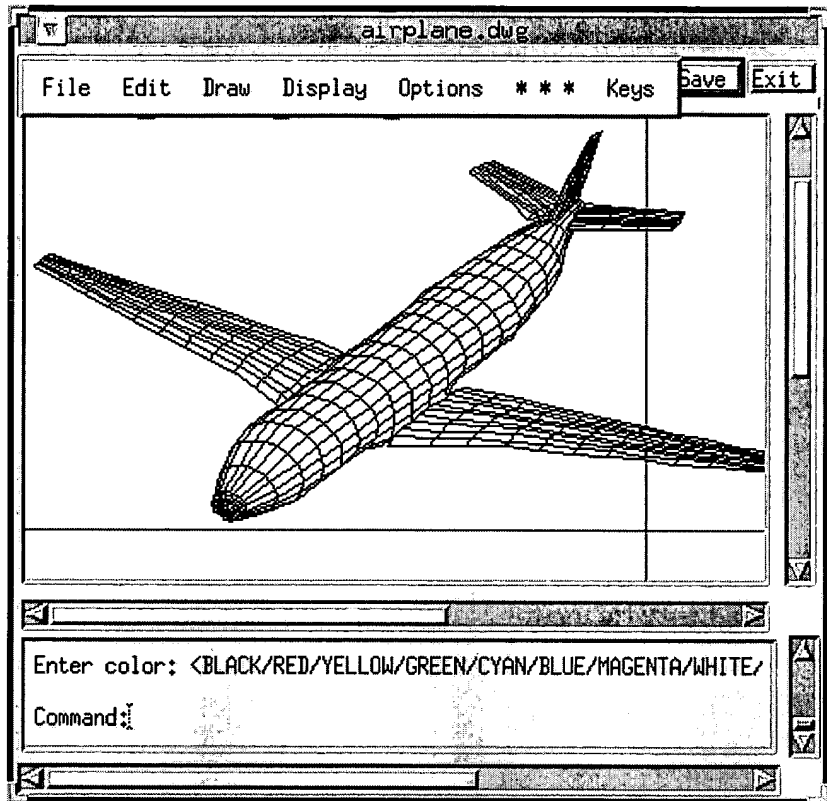 airplane.dwg
File Edit Draw Display Options * * * Keys Save Exit
Enter color: <BLACK/RED/YELLOW/GREEN/CYAN/BLUE/MAGENTA/WHITE/
Command: